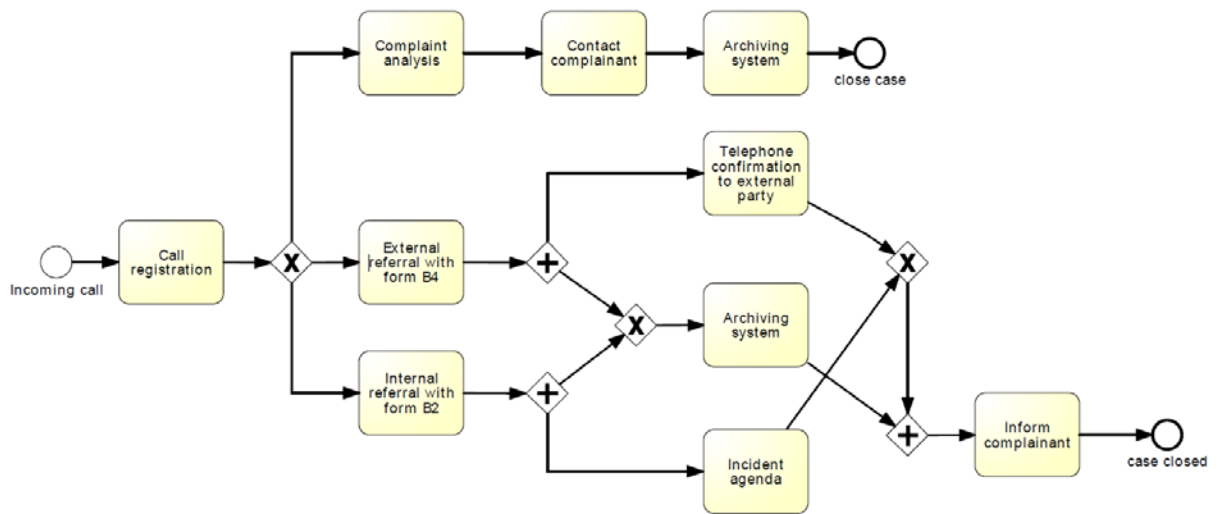 Complaint
analysis
Contact
complainant
Archiving
system
close case
Telephone
confirmation
to external
party
Call
registration
Incoming call
X
External
referral with
form B4
+
X
X
Archiving
system
Internal
referral with
form B2
+
Incident
agenda
+
Inform
complainant
case closed